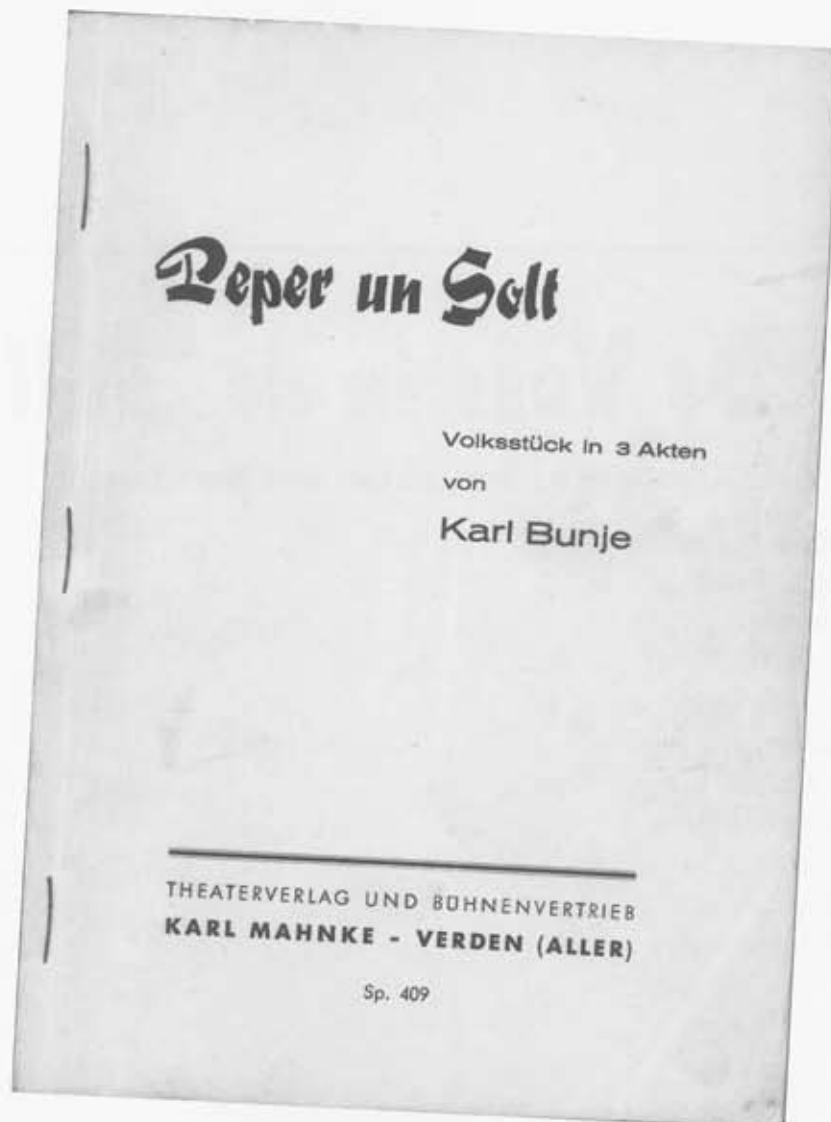 Peper un Solt
Volksstück in 3 Akten
von
Karl Bunje
THEATERVERLAG UND BÜHNENVERTRIEB
KARL MAHNKE - VERDEN (ALLER)
Sp. 409